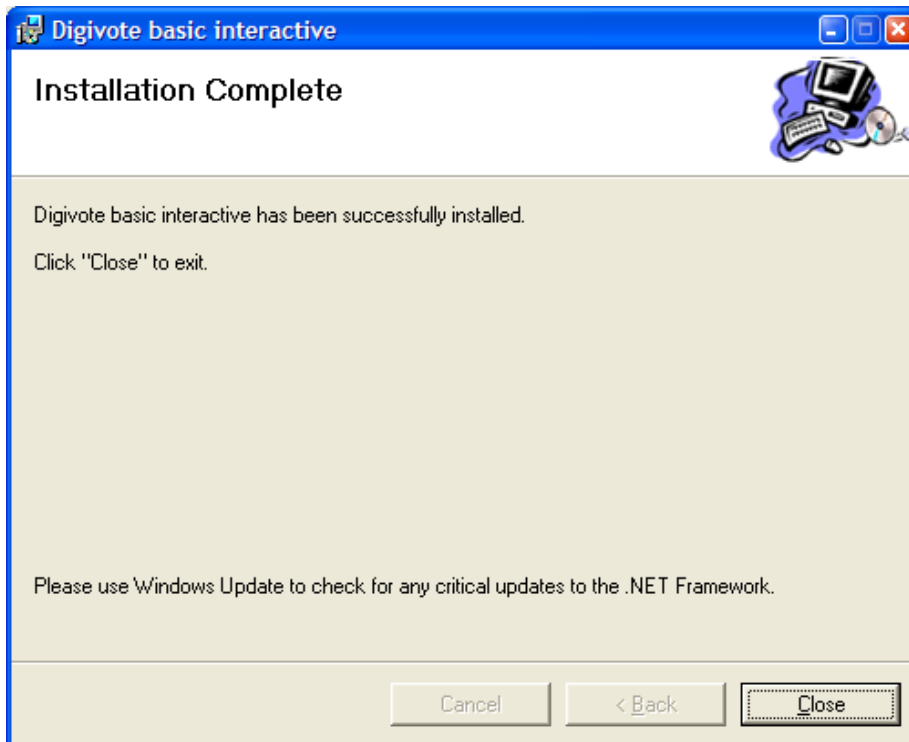 Digivote basic interactive
Installation Complete
Digivote basic interactive has been successfully installed.
Click "Close" to exit.
Please use Windows Update to check for any critical updates to the .NET Framework.
Cancel
< Back
Close